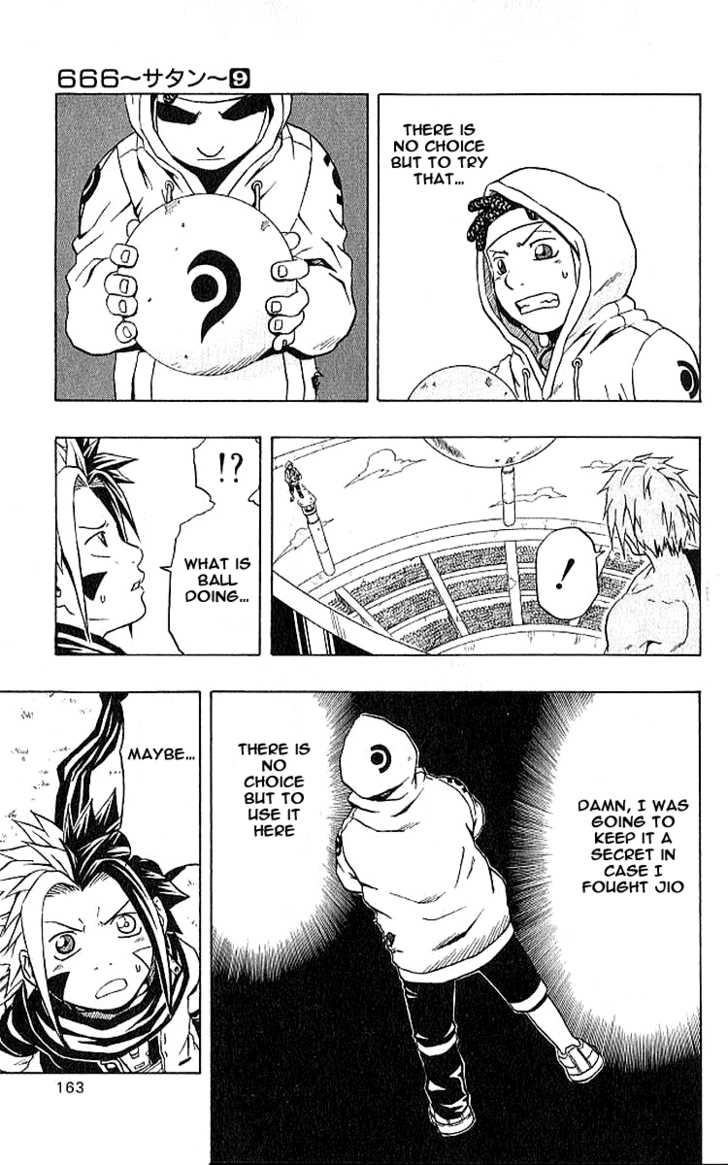 666〜サタン〜9
THERE IS
NO CHOICE
BUT TO TRY
THAT...
!
!?
WHAT IS
BALL
DOING...
DAMN, I WAS
GOING TO
KEEP IT A
SECRET IN
CASE I
FOUGHT JIO
THERE IS
NO
CHOICE
BUT TO
USE IT
HERE
MAYBE...
163